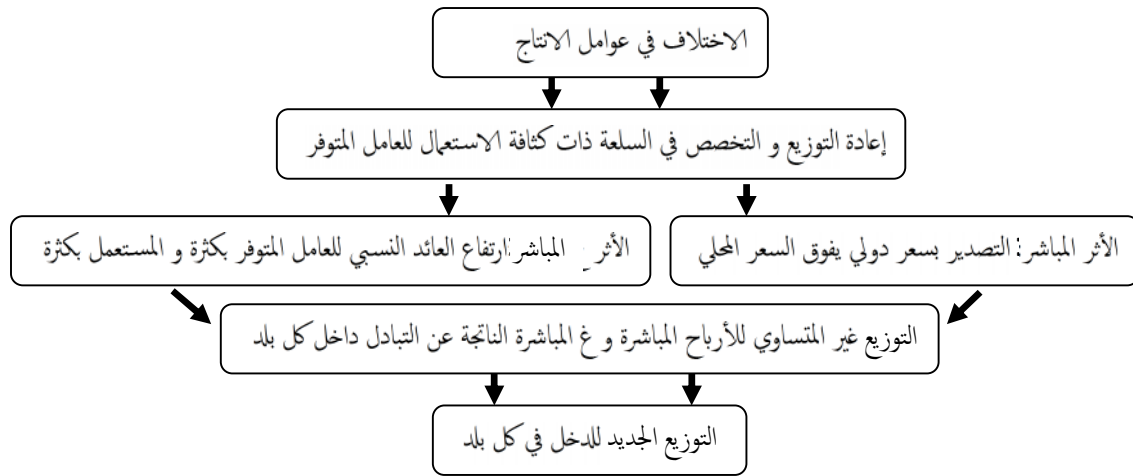 الاختلاف في عوامل الانتاج
إعادة التوزيع و التخصص في السلعة ذات كثافة الاستعمال للعامل المتوفر
الأثر المباشر: التصدير بسعر دولي يفوق السعر المحلي
الأثر غ المباشر: ارتفاع العائد النسبي للعامل المتوفر بكثرة و المستعمل بكثرة
التوزيع غير المتساوي للأرباح المباشرة و غ المباشرة الناتجة عن التبادل داخل كل بلد
التوزيع الجديد للدخل في كل بلد